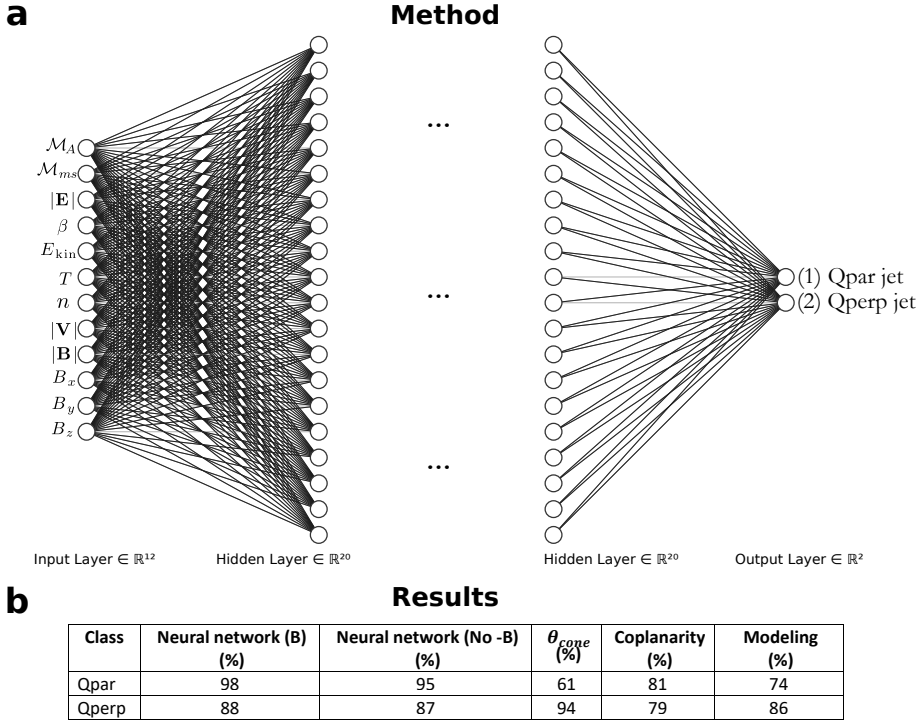 a
Method
...
ℳ_A
ℳ_ms
|E|
β
E_kin
T
n
|V|
|B|
B_x
B_y
B_z
...
...
(1) Qpar jet
(2) Qperp jet
Input Layer ∈ ℝ¹²
Hidden Layer ∈ ℝ²⁰
Hidden Layer ∈ ℝ²⁰
Output Layer ∈ ℝ²
b
Results
Class Neural network (B) (%) Neural network (No -B) (%) θ_cone (%) Coplanarity (%) Modeling (%)
Qpar 98 95 61 81 74
Qperp 88 87 94 79 86